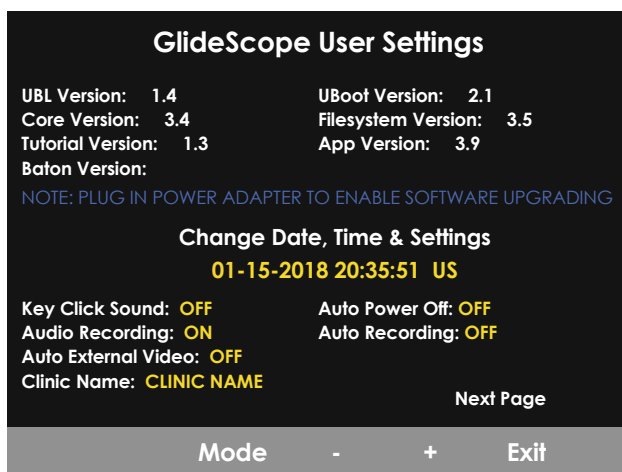 GlideScope User Settings
UBL Version: 1.4 UBoot Version: 2.1
Core Version: 3.4 Filesystem Version: 3.5
Tutorial Version: 1.3 App Version: 3.9
Baton Version:
NOTE: PLUG IN POWER ADAPTER TO ENABLE SOFTWARE UPGRADING
Change Date, Time & Settings
01-15-2018 20:35:51 US
Key Click Sound: OFF Auto Power Off: OFF
Audio Recording: ON Auto Recording: OFF
Auto External Video: OFF
Clinic Name: CLINIC NAME
Next Page
Mode - + Exit